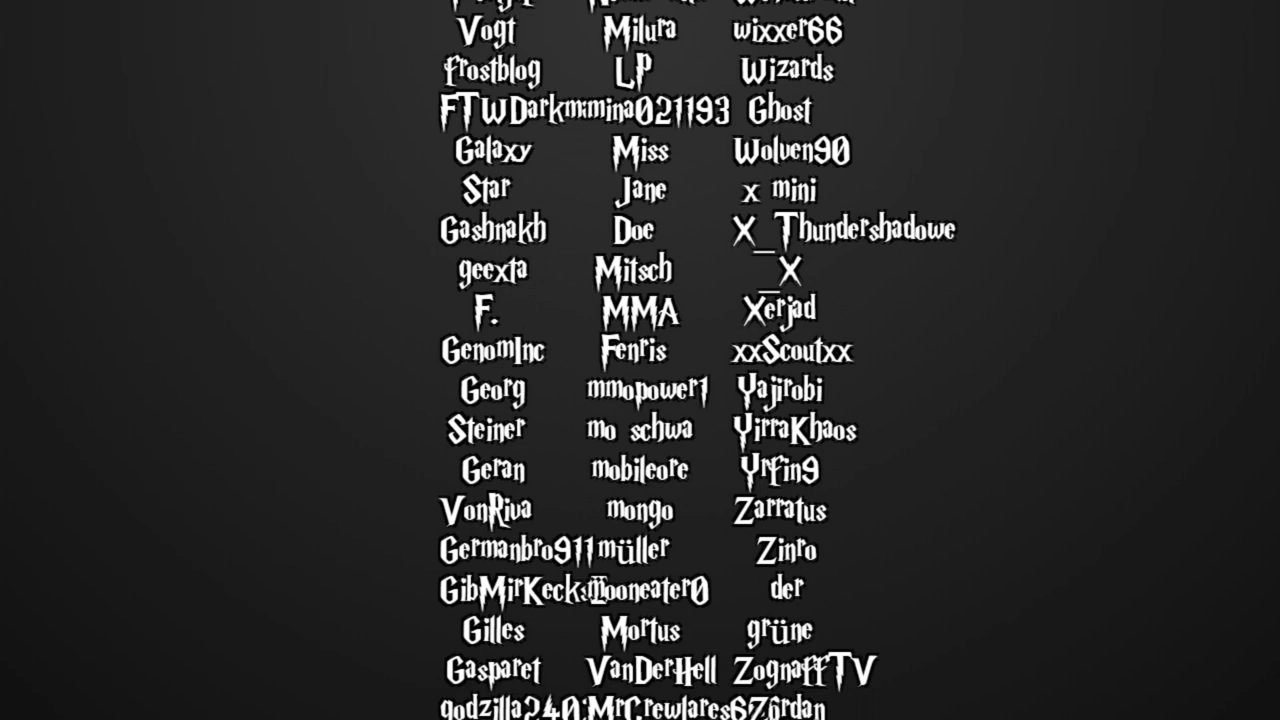 Vogt Milura wixxer66
frostblog LP Wizards
mina021193 Ghost
Galaxy Miss Wolven90
Star Jane x mini
Gashnakh Doe X_Thundershadowe
geexta Mitsch _X
F. MMA Xerjad
GenomInc Fenris xxScoutxx
Georg mmopower1 Yajirobi
Steiner mo schwa YirraKhaos
Geran mobileore Yrfin9
VonRiva mongo Zarratus
Germanbro911 müller Zinro
mooneater0 der
Gilles Mortus grüne
Gasparet VanDerHell ZognaffTV